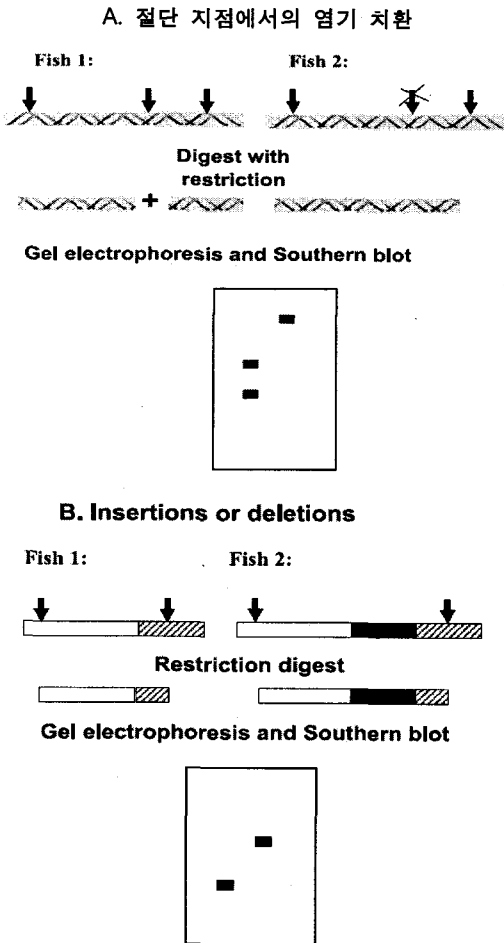 A. 절단 지점에서의 염기 치환
Fish 1: Fish 2:
Digest with
restriction
+
Gel electrophoresis and Southern blot
B. Insertions or deletions
Fish 1: Fish 2:
Restriction digest
Gel electrophoresis and Southern blot